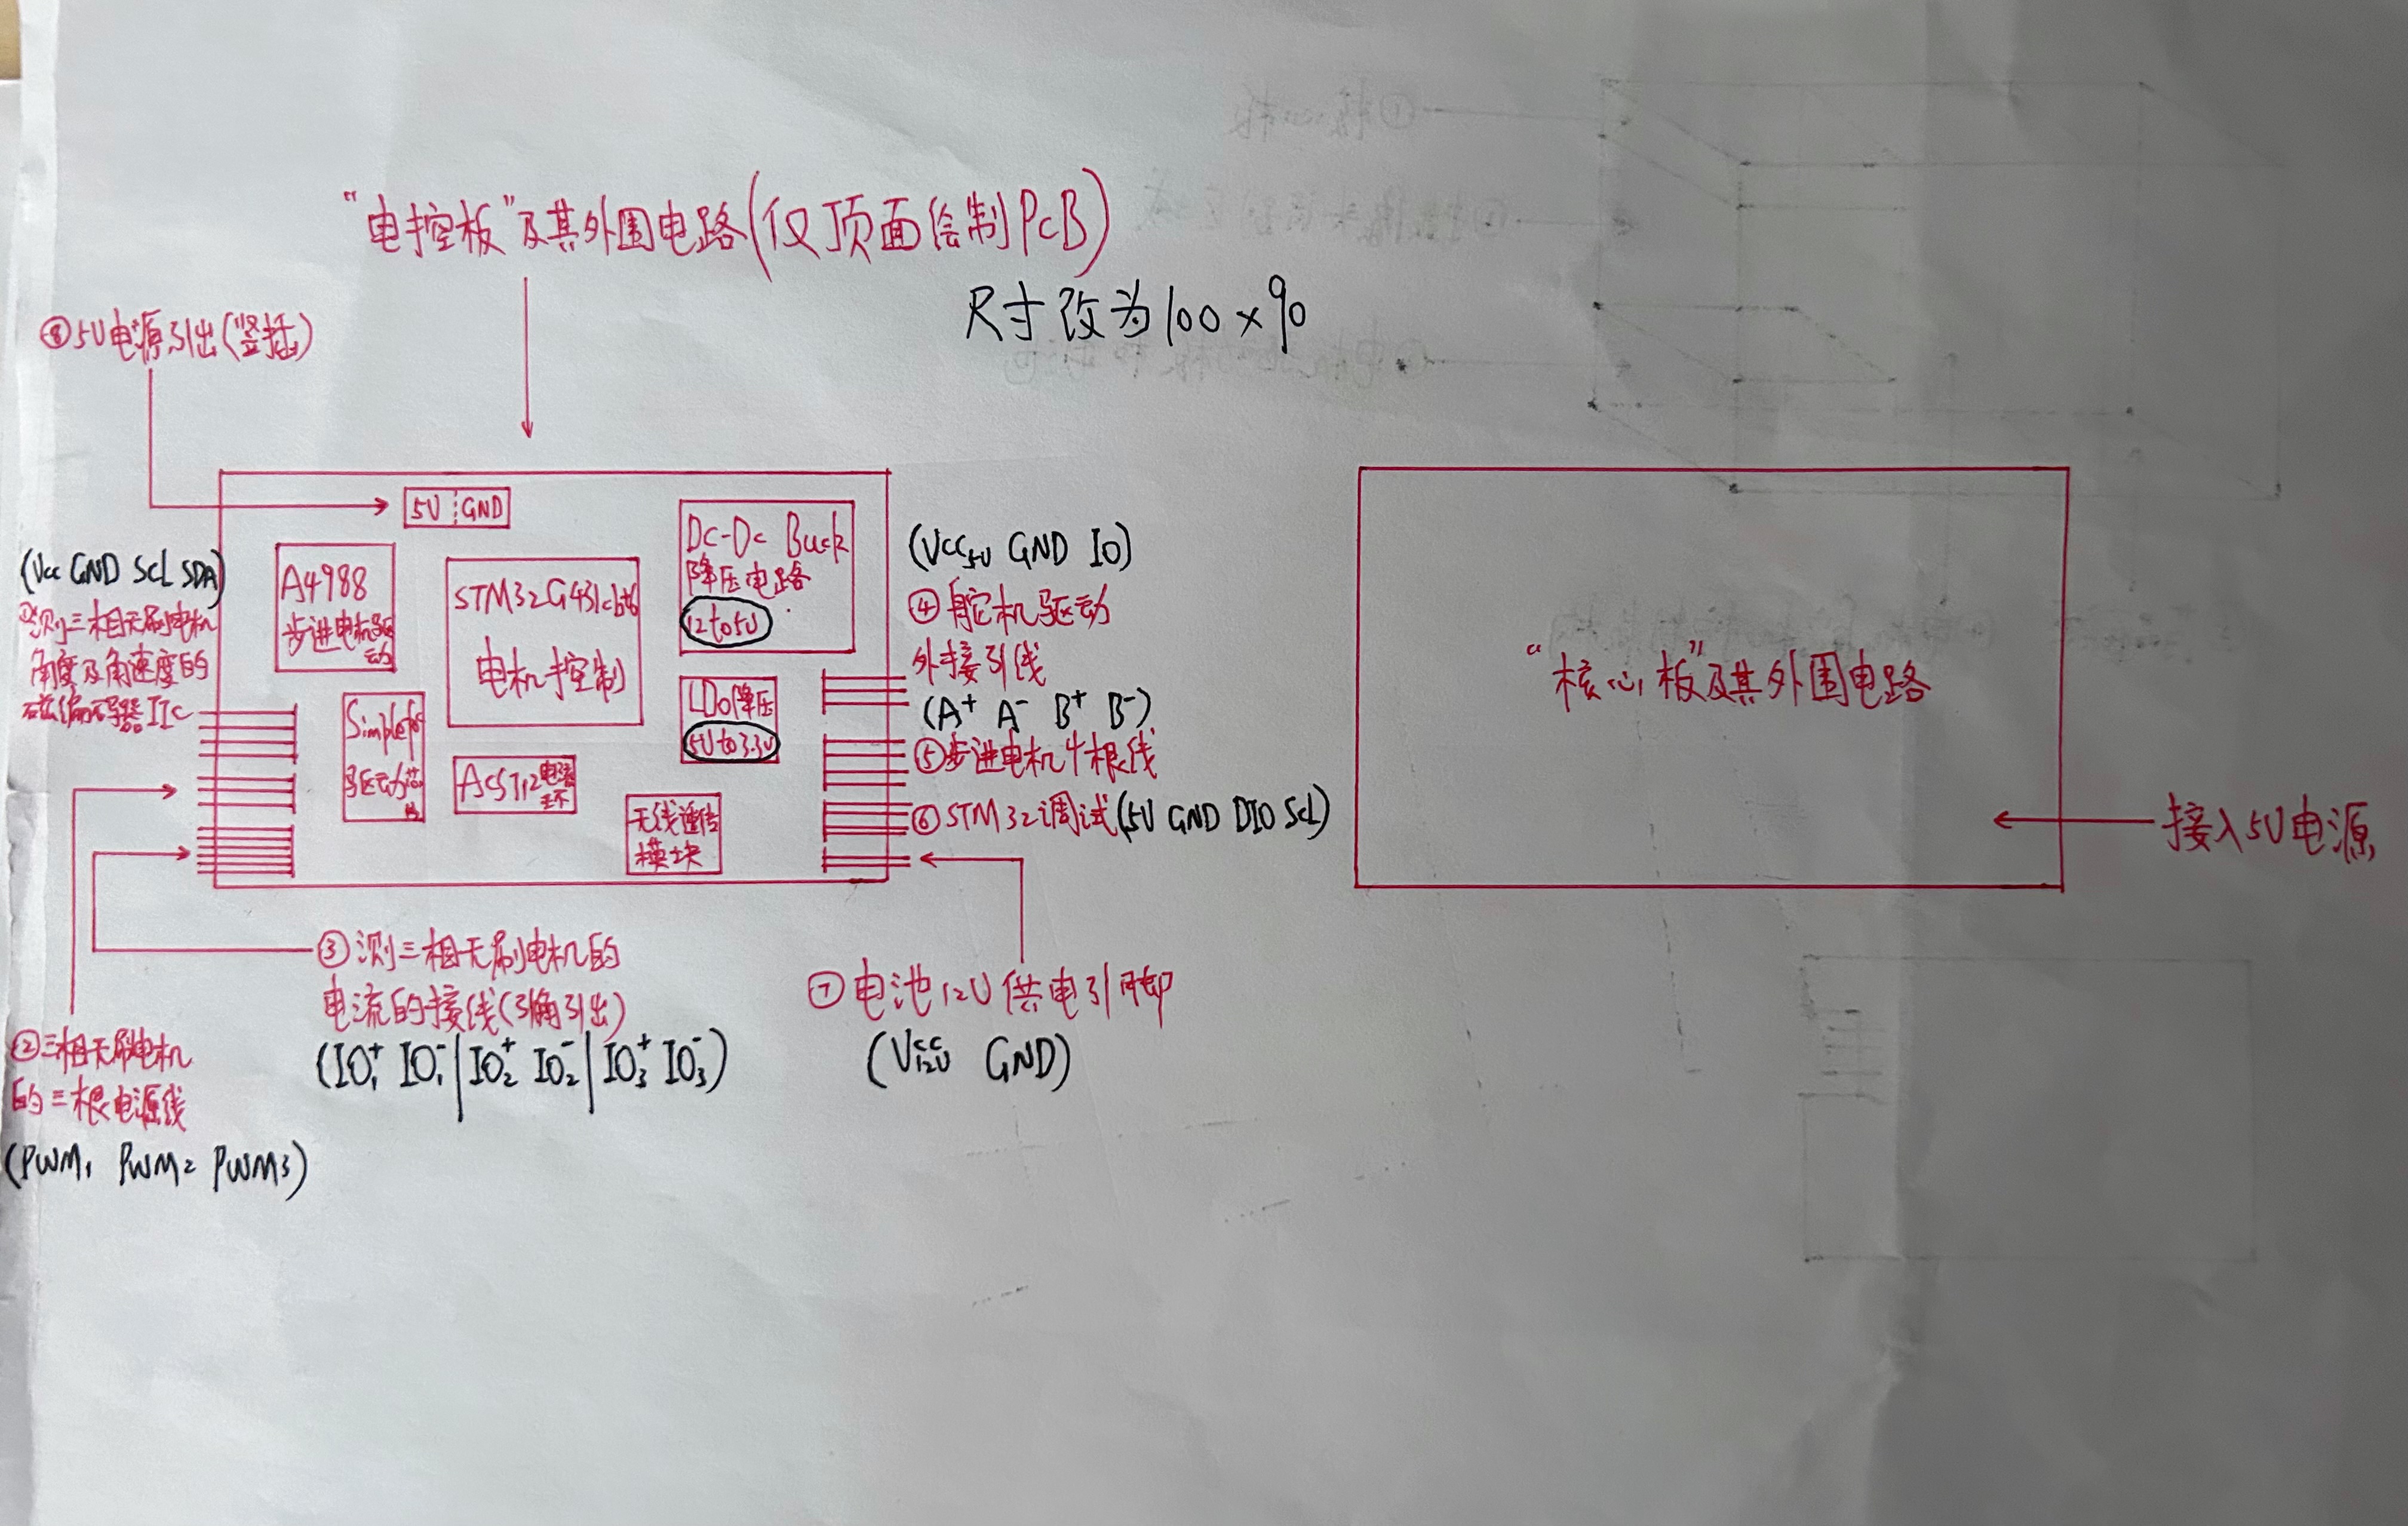 "电控板"及其外围电路(仅顶面绘制PCB)
尺寸改为100×90
⑧5V电源引出(竖插)
5V GND
(Vcc GND SCL SDA)
①测三相无刷电机
角度及角速度的
磁编码器IIC
A4988
步进电机驱
动
STM32G431cbt6
电机控制
DC-DC Buck
降压电路
12to5V
LDO降压
5Vto3.3V
Simplefoc
驱动芯
片
ACS712电流
环
无线透传
模块
(VCC5V GND IO)
④舵机驱动
外接引线
(A+ A- B+ B-)
⑤步进电机4根线
⑥STM32调试(5V GND DIO SCL)
"核心板"及其外围电路
接入5V电源
③测三相无刷电机的
电流的接线(引角引出)
(IO1+ IO1-|IO2+ IO2-|IO3+ IO3-)
⑦电池12V供电引脚
(Vcc12V GND)
②三相无刷电机
的三根电源线
(PWM1 PWM2 PWM3)
①核心板